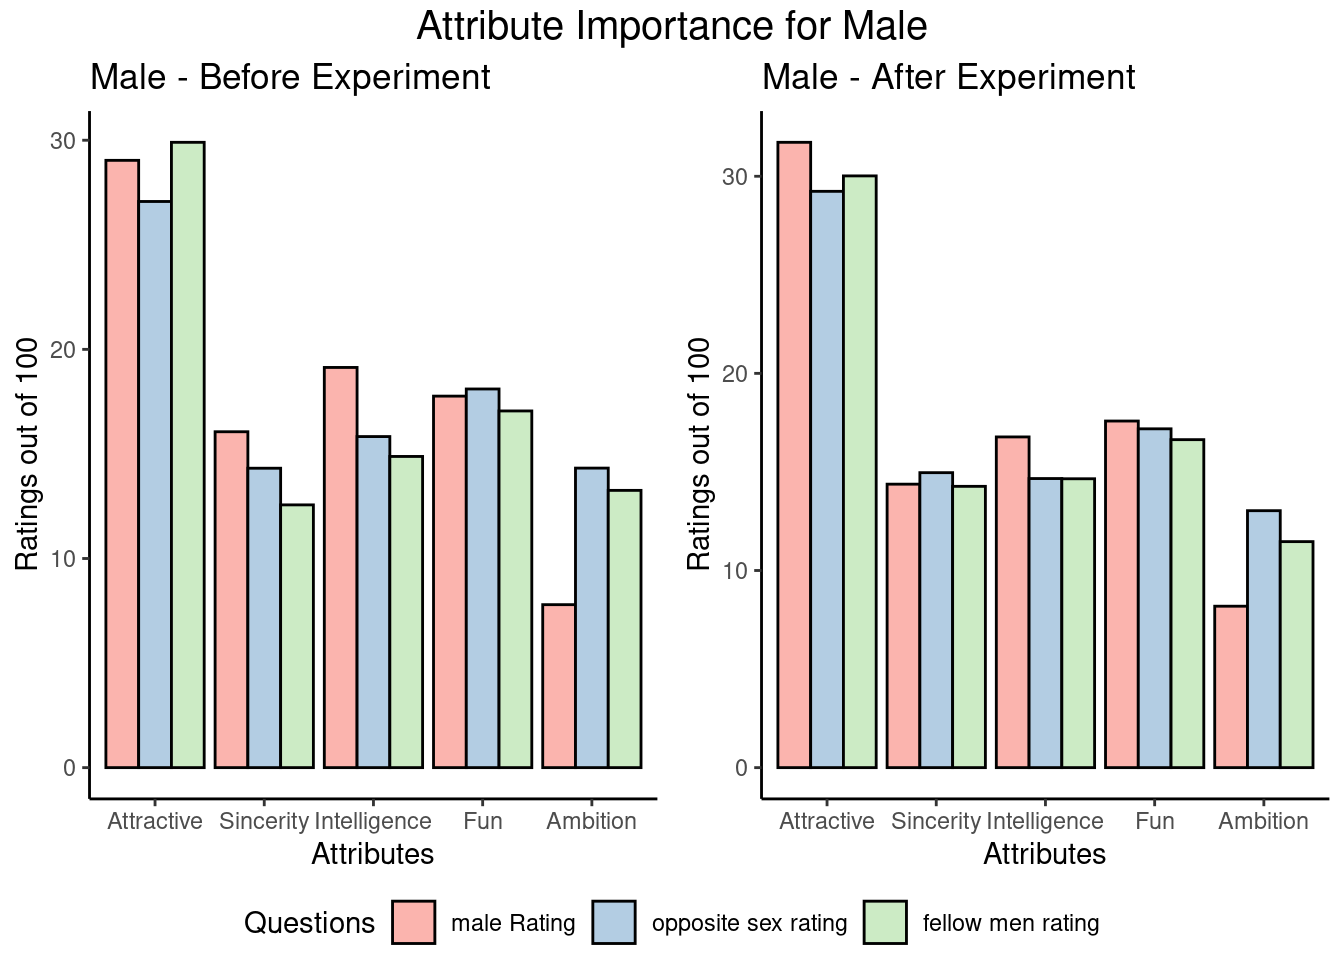 Attribute Importance for Male
Male - Before Experiment
Ratings out of 100
30
20
10
0
Attractive Sincerity Intelligence Fun Ambition
Attributes
Male - After Experiment
Ratings out of 100
30
20
10
0
Attractive Sincerity Intelligence Fun Ambition
Attributes
Questions male Rating opposite sex rating fellow men rating